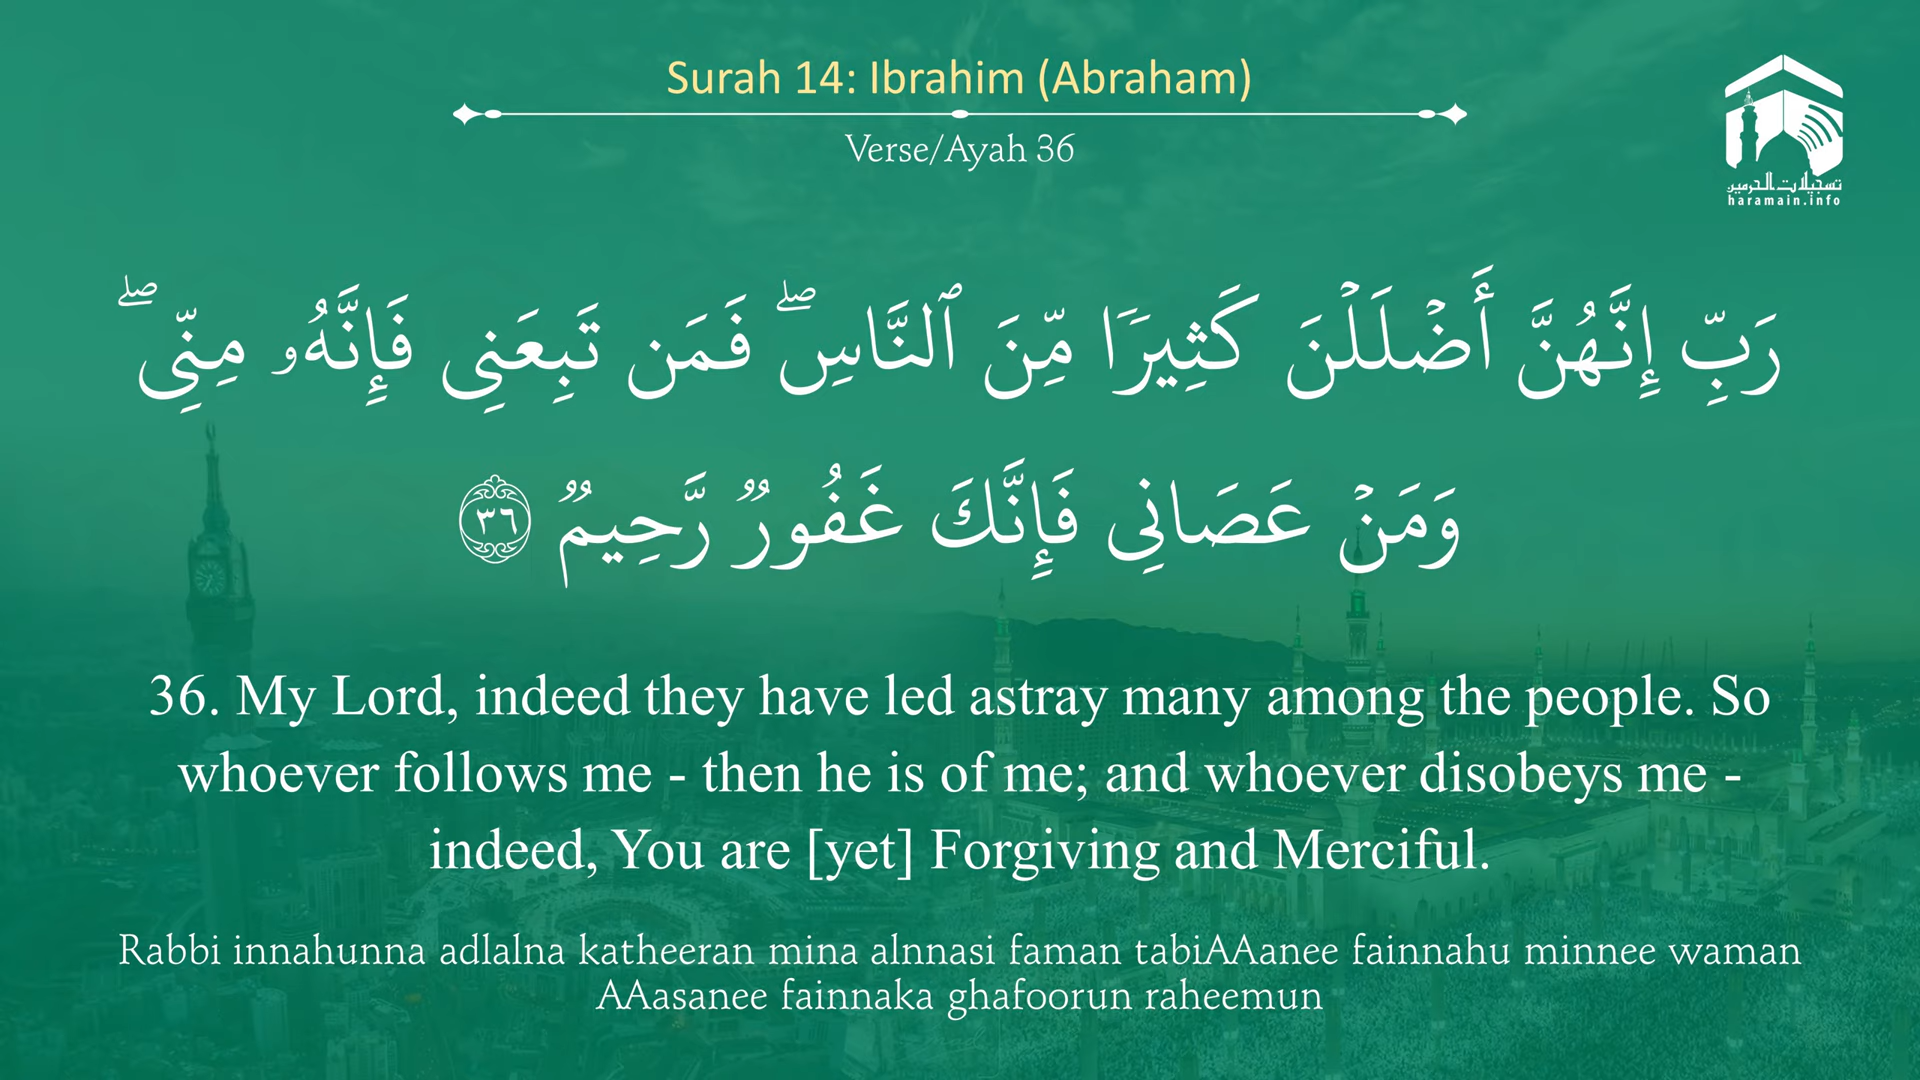 Surah 14: Ibrahim (Abraham)
Verse/Ayah 36
تسجيلات الحرمين
haramain.info
رَبِّ إِنَّهُنَّ أَضۡلَلۡنَ كَثِيرٗا مِّنَ ٱلنَّاسِۖ فَمَن تَبِعَنِي فَإِنَّهُۥ مِنِّيۖ
وَمَنۡ عَصَانِي فَإِنَّكَ غَفُورٞ رَّحِيمٞ ٣٦
36. My Lord, indeed they have led astray many among the people. So
whoever follows me - then he is of me; and whoever disobeys me -
indeed, You are [yet] Forgiving and Merciful.
Rabbi innahunna adlalna katheeran mina alnnasi faman tabiAAanee fainnahu minnee waman
AAasanee fainnaka ghafoorun raheemun